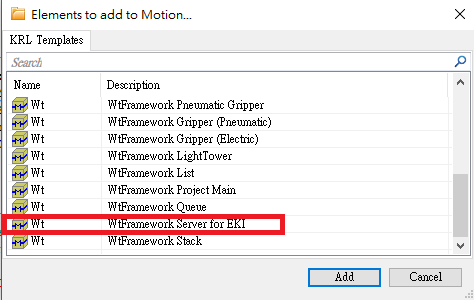 Elements to add to Motion...
KRL Templates
Search
Name Description
Wt WtFramework Pneumatic Gripper
Wt WtFramework Gripper (Pneumatic)
Wt WtFramework Gripper (Electric)
Wt WtFramework LightTower
Wt WtFramework List
Wt WtFramework Project Main
Wt WtFramework Queue
Wt WtFramework Server for EKI
Wt WtFramework Stack
Add Cancel